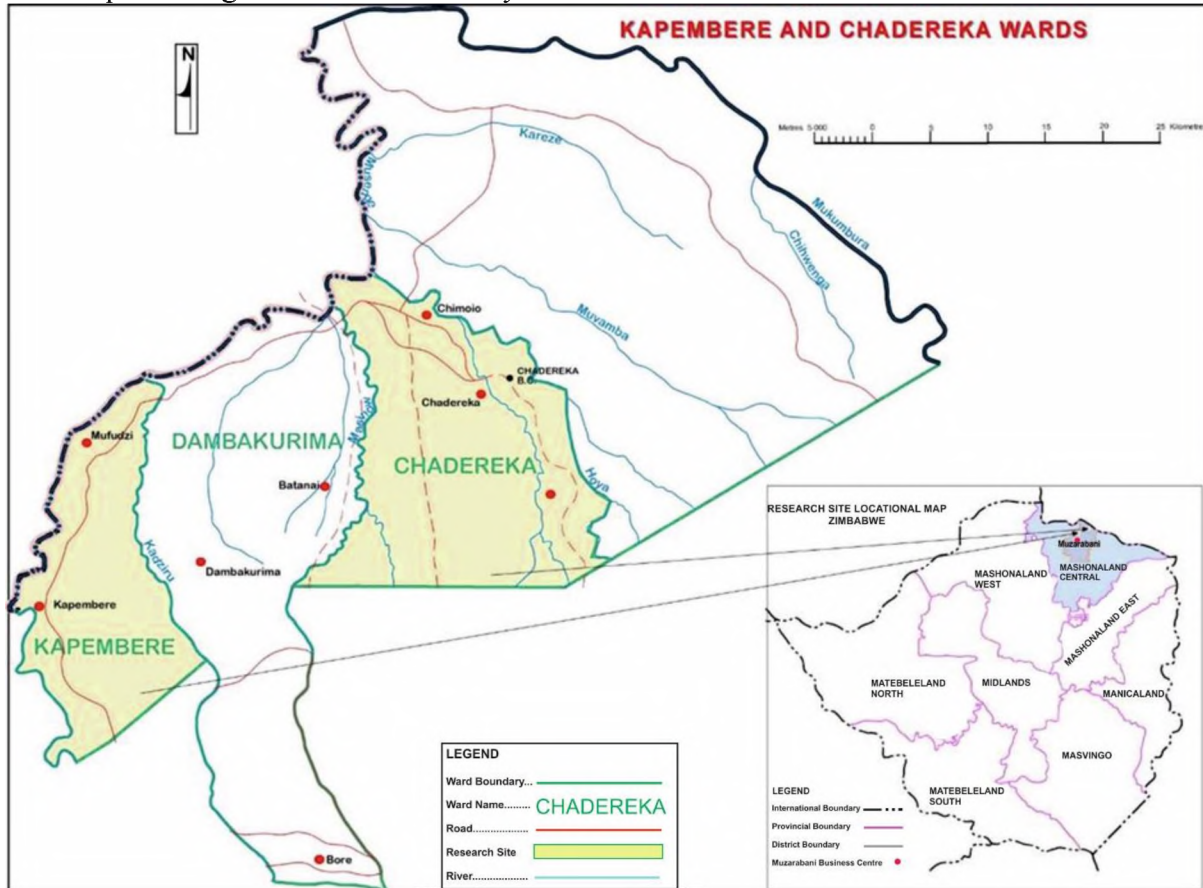 KAPEMBERE AND CHADEREKA WARDS
N
Metres 5 000 0 5 10 15 20 25 Kilometres
Kareze
Musengezi
Mukumbura
Chihwenga
Muvamba
Chimoio
CHADEREKA
B.C.
Chadereka
Mufudzi
DAMBAKURIMA
CHADEREKA
Batanai
Hoya
Kadziru
Dambakurima
Kapembere
KAPEMBERE
Bore
LEGEND
Ward Boundary...
Ward Name.........
CHADEREKA
Road...................
Research Site
River....................
RESEARCH SITE LOCATIONAL MAP
ZIMBABWE
Muzarabani
MASHONALAND
CENTRAL
MASHONALAND
WEST
MASHONALAND EAST
MATEBELELAND
NORTH
MIDLANDS
MANICALAND
MASVINGO
MATEBELELAND
SOUTH
LEGEND
International Boundary
Provincial Boundary
District Boundary
Muzarabani Business Centre